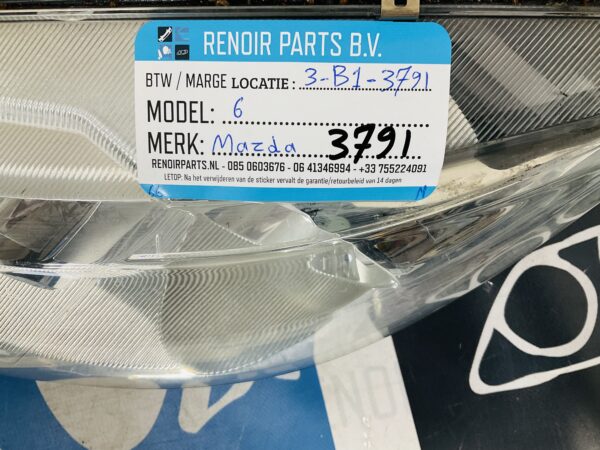 RENOIR PARTS B.V.
BTW / MARGE LOCATIE : 3-B1-3791
MODEL: 6
MERK: Mazda 3791
RENOIRPARTS.NL - 085 0603676 - 06 41346994 - +33 755224091
LETOP: Na het verwijderen van de sticker vervalt de garantie/retourbeleid van 14 dagen